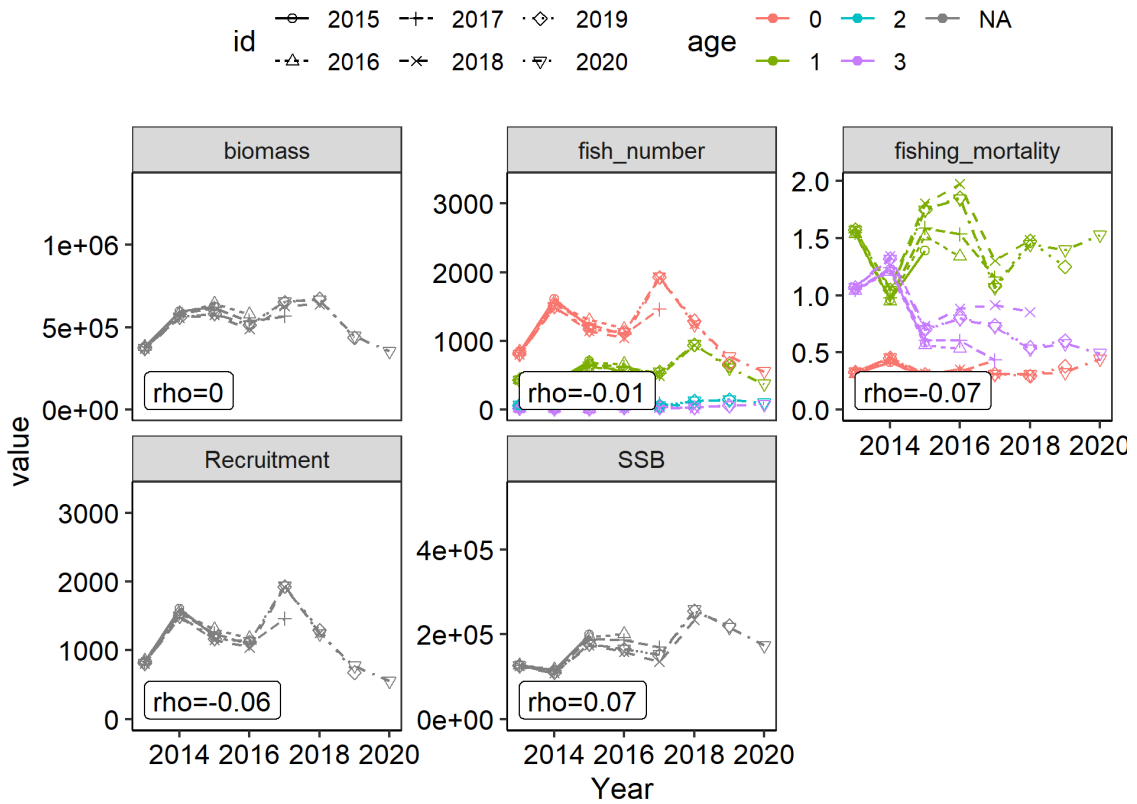 id
2015
2017
2019
2016
2018
2020
age
0
2
NA
1
3
biomass
fish_number
fishing_mortality
1e+06
5e+05
0e+00
rho=0
3000
2000
1000
0
rho=-0.01
2.0
1.5
1.0
0.5
0.0
rho=-0.07
2014 2016 2018 2020
value
Recruitment
SSB
3000
2000
1000
0
rho=-0.06
4e+05
2e+05
0e+00
rho=0.07
2014 2016 2018 2020
2014 2016 2018 2020
Year